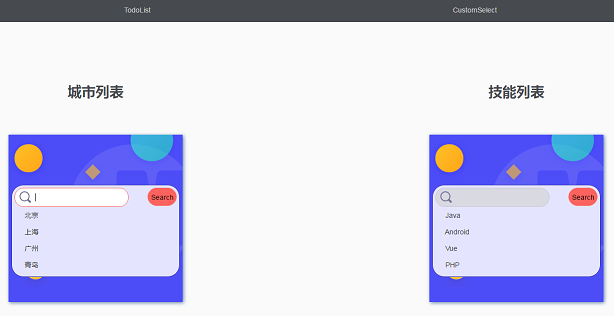 TodoList
CustomSelect
城市列表
技能列表
Search
北京
上海
广州
青鸟
Search
Java
Android
Vue
PHP